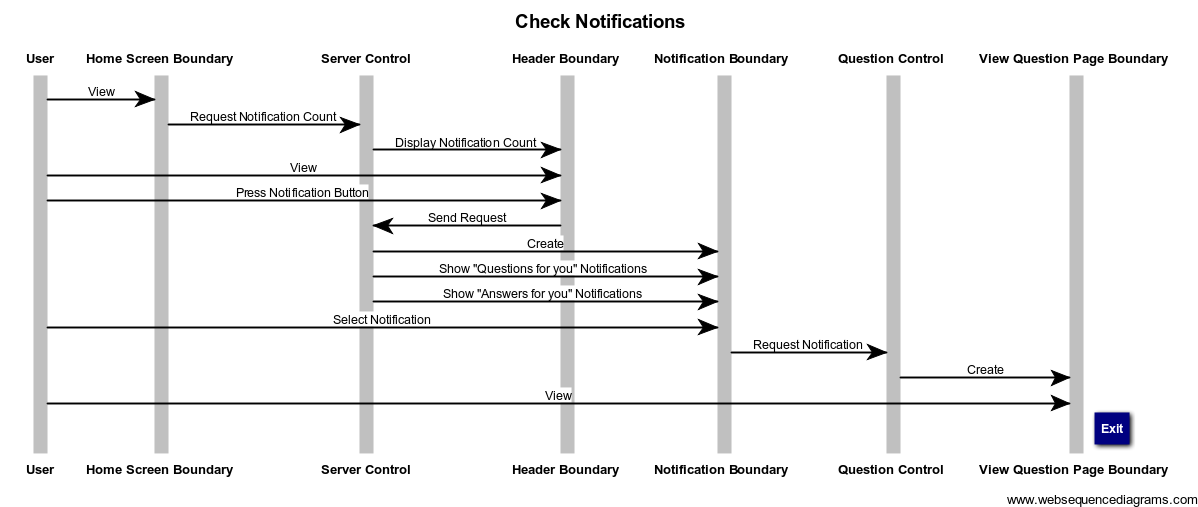 Check Notifications
User Home Screen Boundary Server Control Header Boundary Notification Boundary Question Control View Question Page Boundary
View
Request Notification Count
Display Notification Count
View
Press Notification Button
Send Request
Create
Show "Questions for you" Notifications
Show "Answers for you" Notifications
Select Notification
Request Notification
Create
View
Exit
User Home Screen Boundary Server Control Header Boundary Notification Boundary Question Control View Question Page Boundary
www.websequencediagrams.com